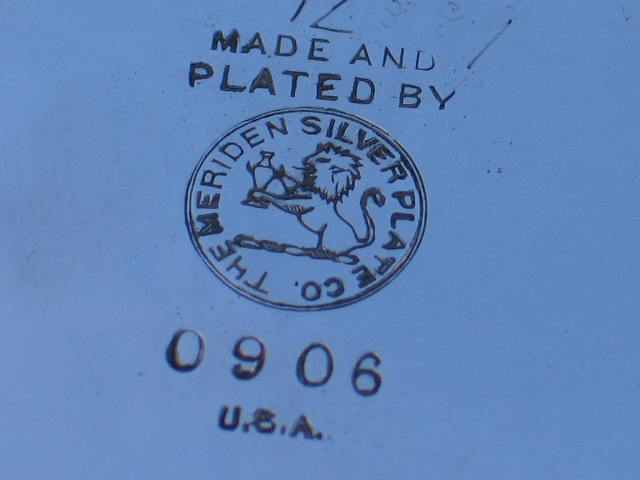 MADE AND
PLATED BY
THE MERIDEN SILVER PLATE CO.
0906
U.S.A.